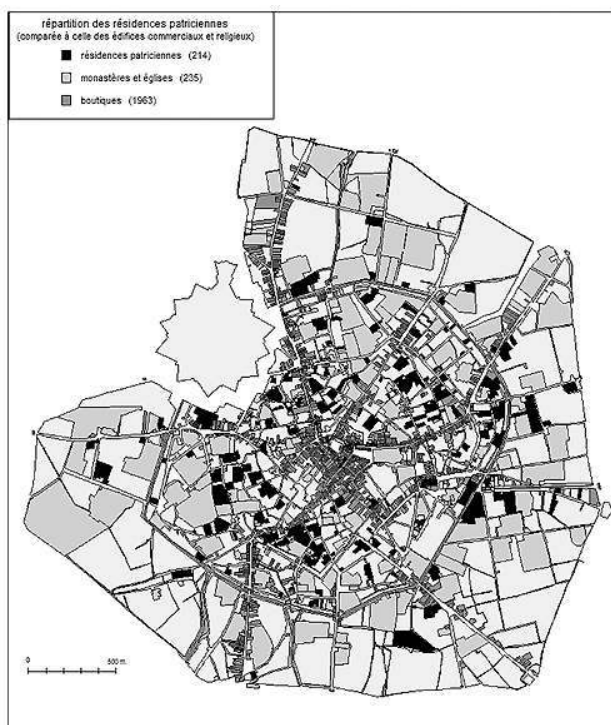 répartition des résidences patriciennes
(comparée à celle des édifices commerciaux et religieux)
résidences patriciennes (214)
monastères et églises (235)
boutiques (1963)
0 500 m.